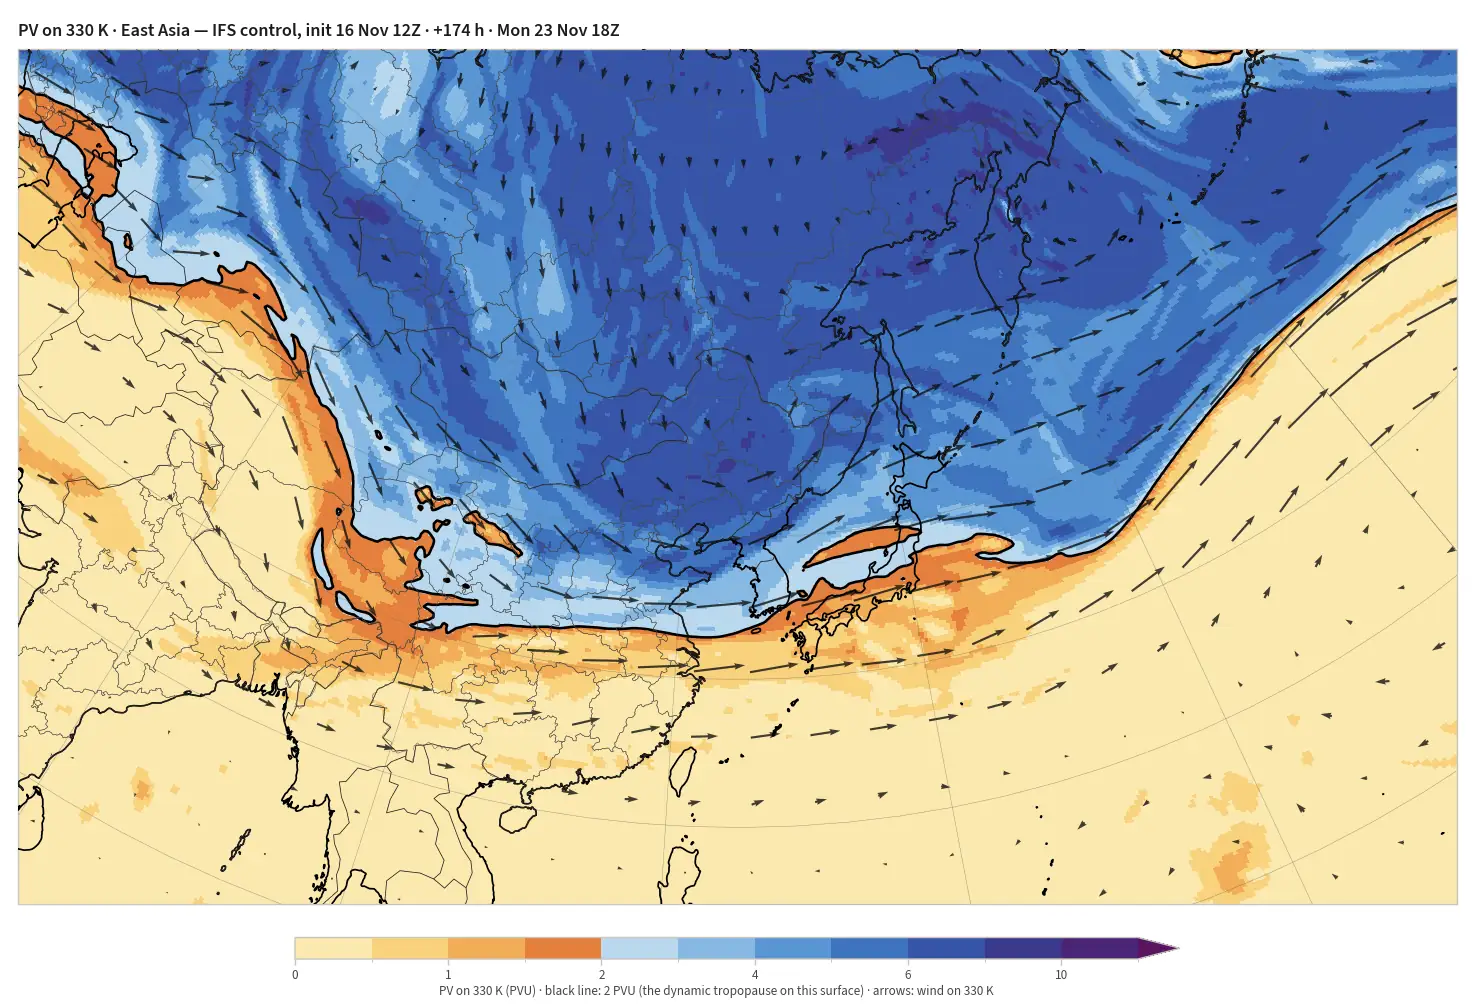 PV on 330 K · East Asia — IFS control, init 16 Nov 12Z · +174 h · Mon 23 Nov 18Z
0 1 2 4 6 10
PV on 330 K (PVU) · black line: 2 PVU (the dynamic tropopause on this surface) · arrows: wind on 330 K